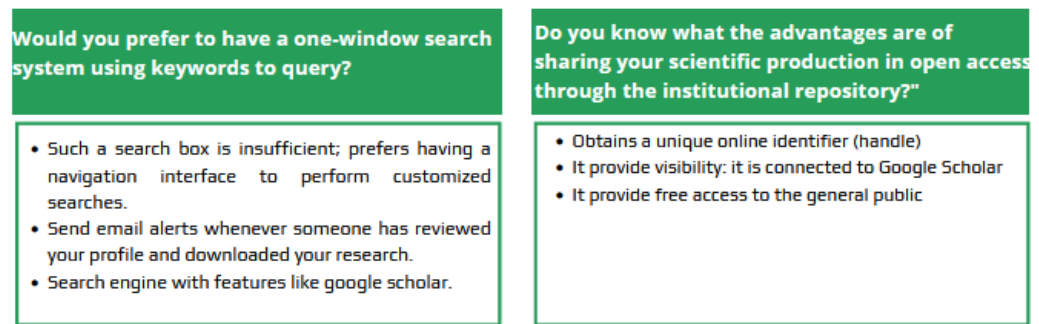 Would you prefer to have a one-window search
system using keywords to query?
• Such a search box is insufficient; prefers having a
navigation interface to perform customized
searches.
• Send email alerts whenever someone has reviewed
your profile and downloaded your research.
• Search engine with features like google scholar.
Do you know what the advantages are of
sharing your scientific production in open access
through the institutional repository?"
• Obtains a unique online identifier (handle)
• It provide visibility: it is connected to Google Scholar
• It provide free access to the general public